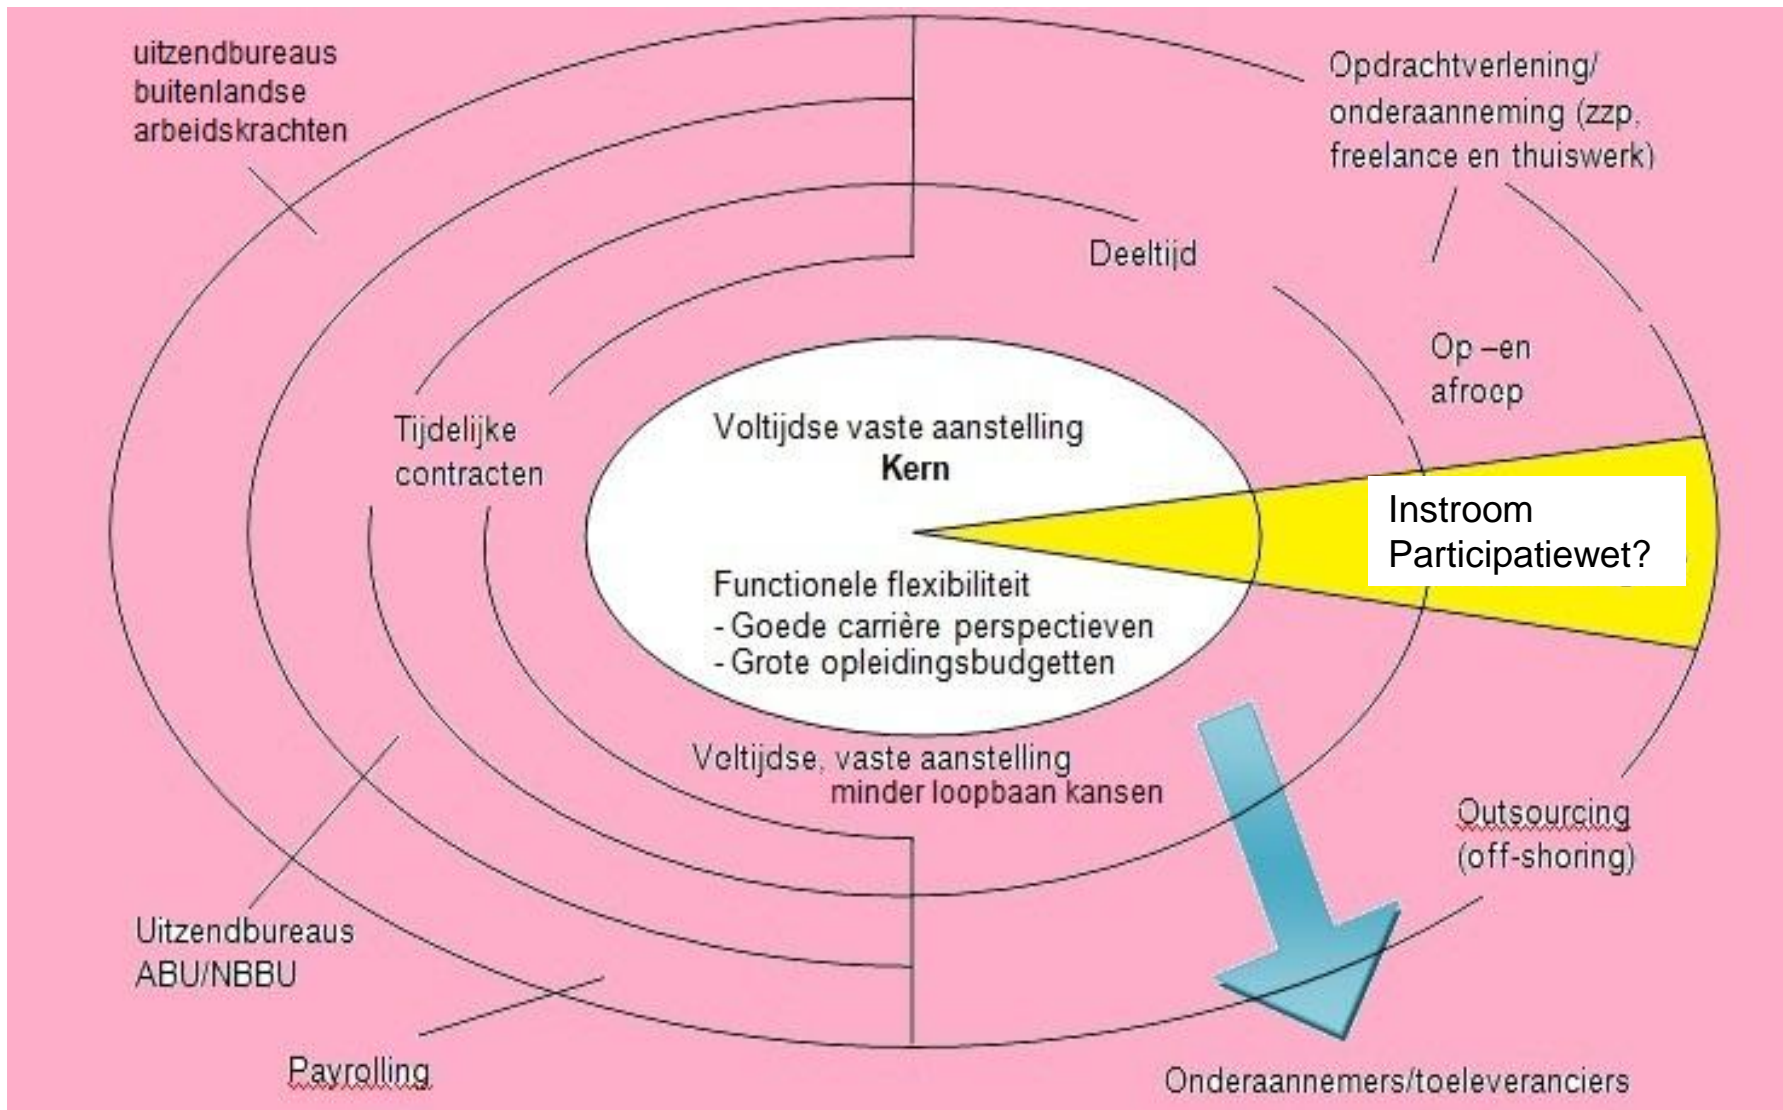 uitzendbureaus
buitenlandse
arbeidskrachten
Opdrachtverlening/
onderaanneming (zzp,
freelance en thuiswerk)
Deeltijd
Op –en
afroep
Tijdelijke
contracten
Voltijdse vaste aanstelling
Kern
Instroom
Participatiewet?
Functionele flexibiliteit
- Goede carrière perspectieven
- Grote opleidingsbudgetten
Voltijdse, vaste aanstelling
minder loopbaan kansen
Outsourcing
(off-shoring)
Uitzendbureaus
ABU/NBBU
Payrolling
Onderaannemers/toeleveranciers